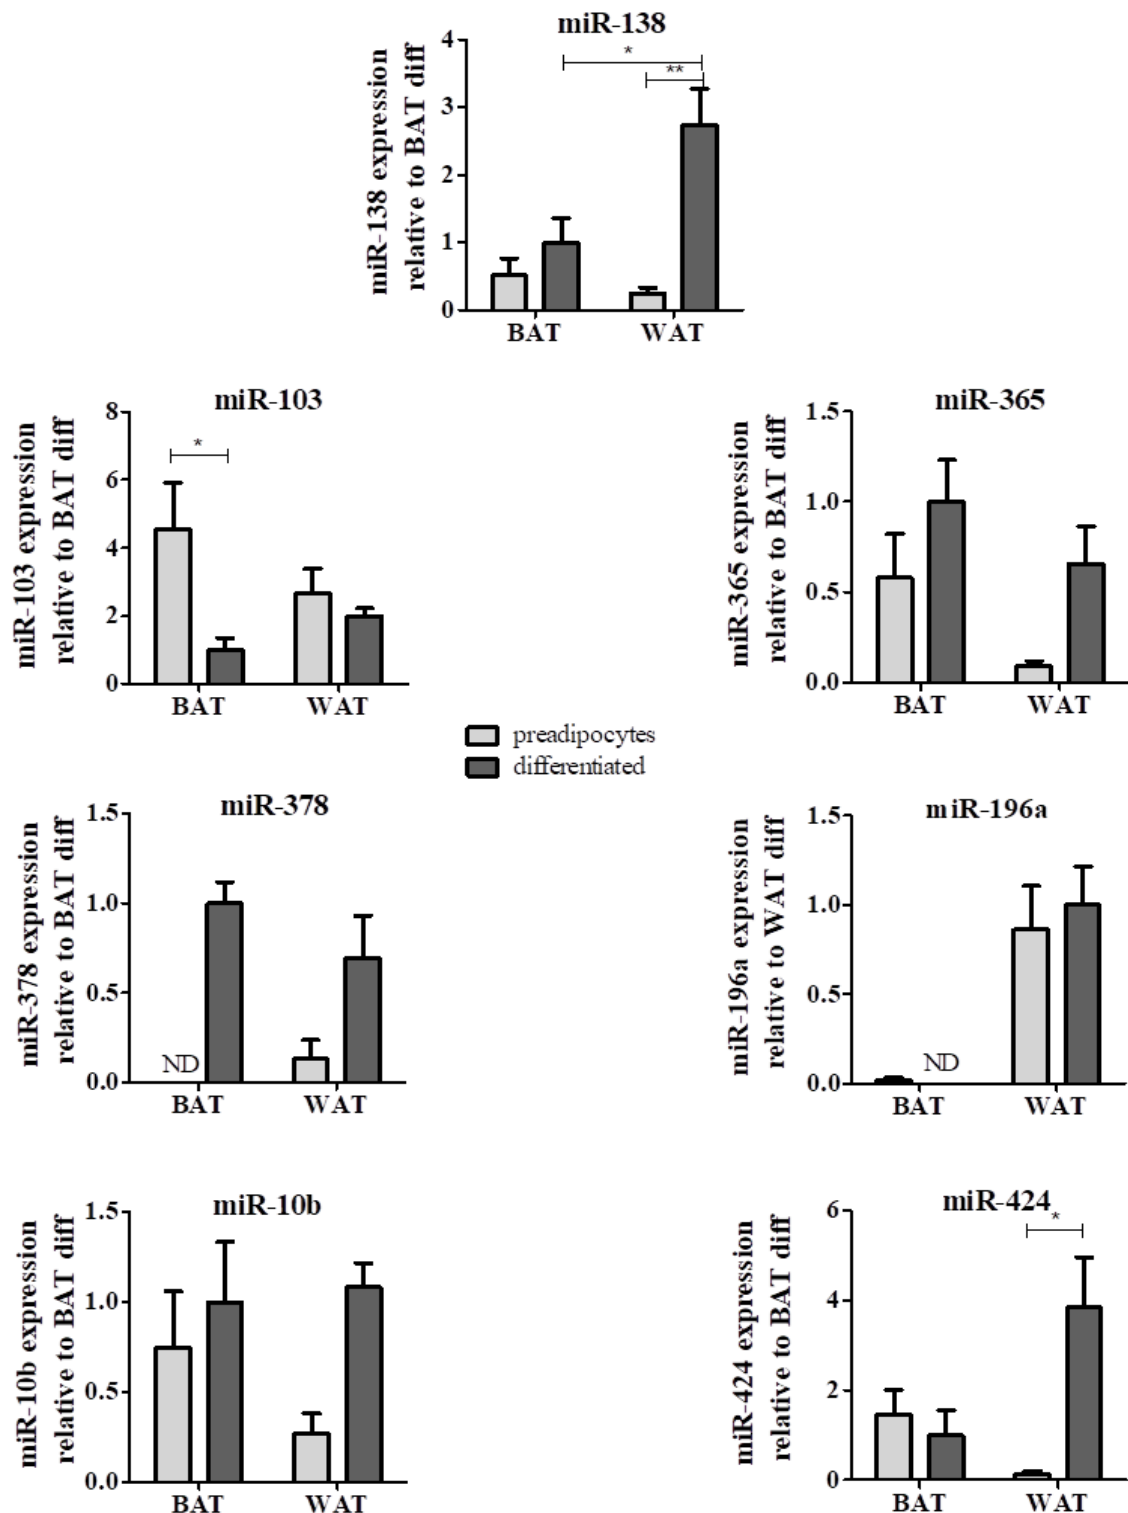 miR-138
miR-138 expression
relative to BAT diff
4
3
2
1
0
*
**
BAT WAT
miR-103
miR-103 expression
relative to BAT diff
8
6
4
2
0
*
BAT WAT
miR-365
miR-365 expression
relative to BAT diff
1.5
1.0
0.5
0.0
BAT WAT
preadipocytes
differentiated
miR-378
miR-378 expression
relative to BAT diff
1.5
1.0
0.5
0.0
ND
BAT WAT
miR-196a
miR-196a expression
relative to WAT diff
1.5
1.0
0.5
0.0
ND
BAT WAT
miR-10b
miR-10b expression
relative to BAT diff
1.5
1.0
0.5
0.0
BAT WAT
miR-424
miR-424 expression
relative to BAT diff
6
4
2
0
*
BAT WAT